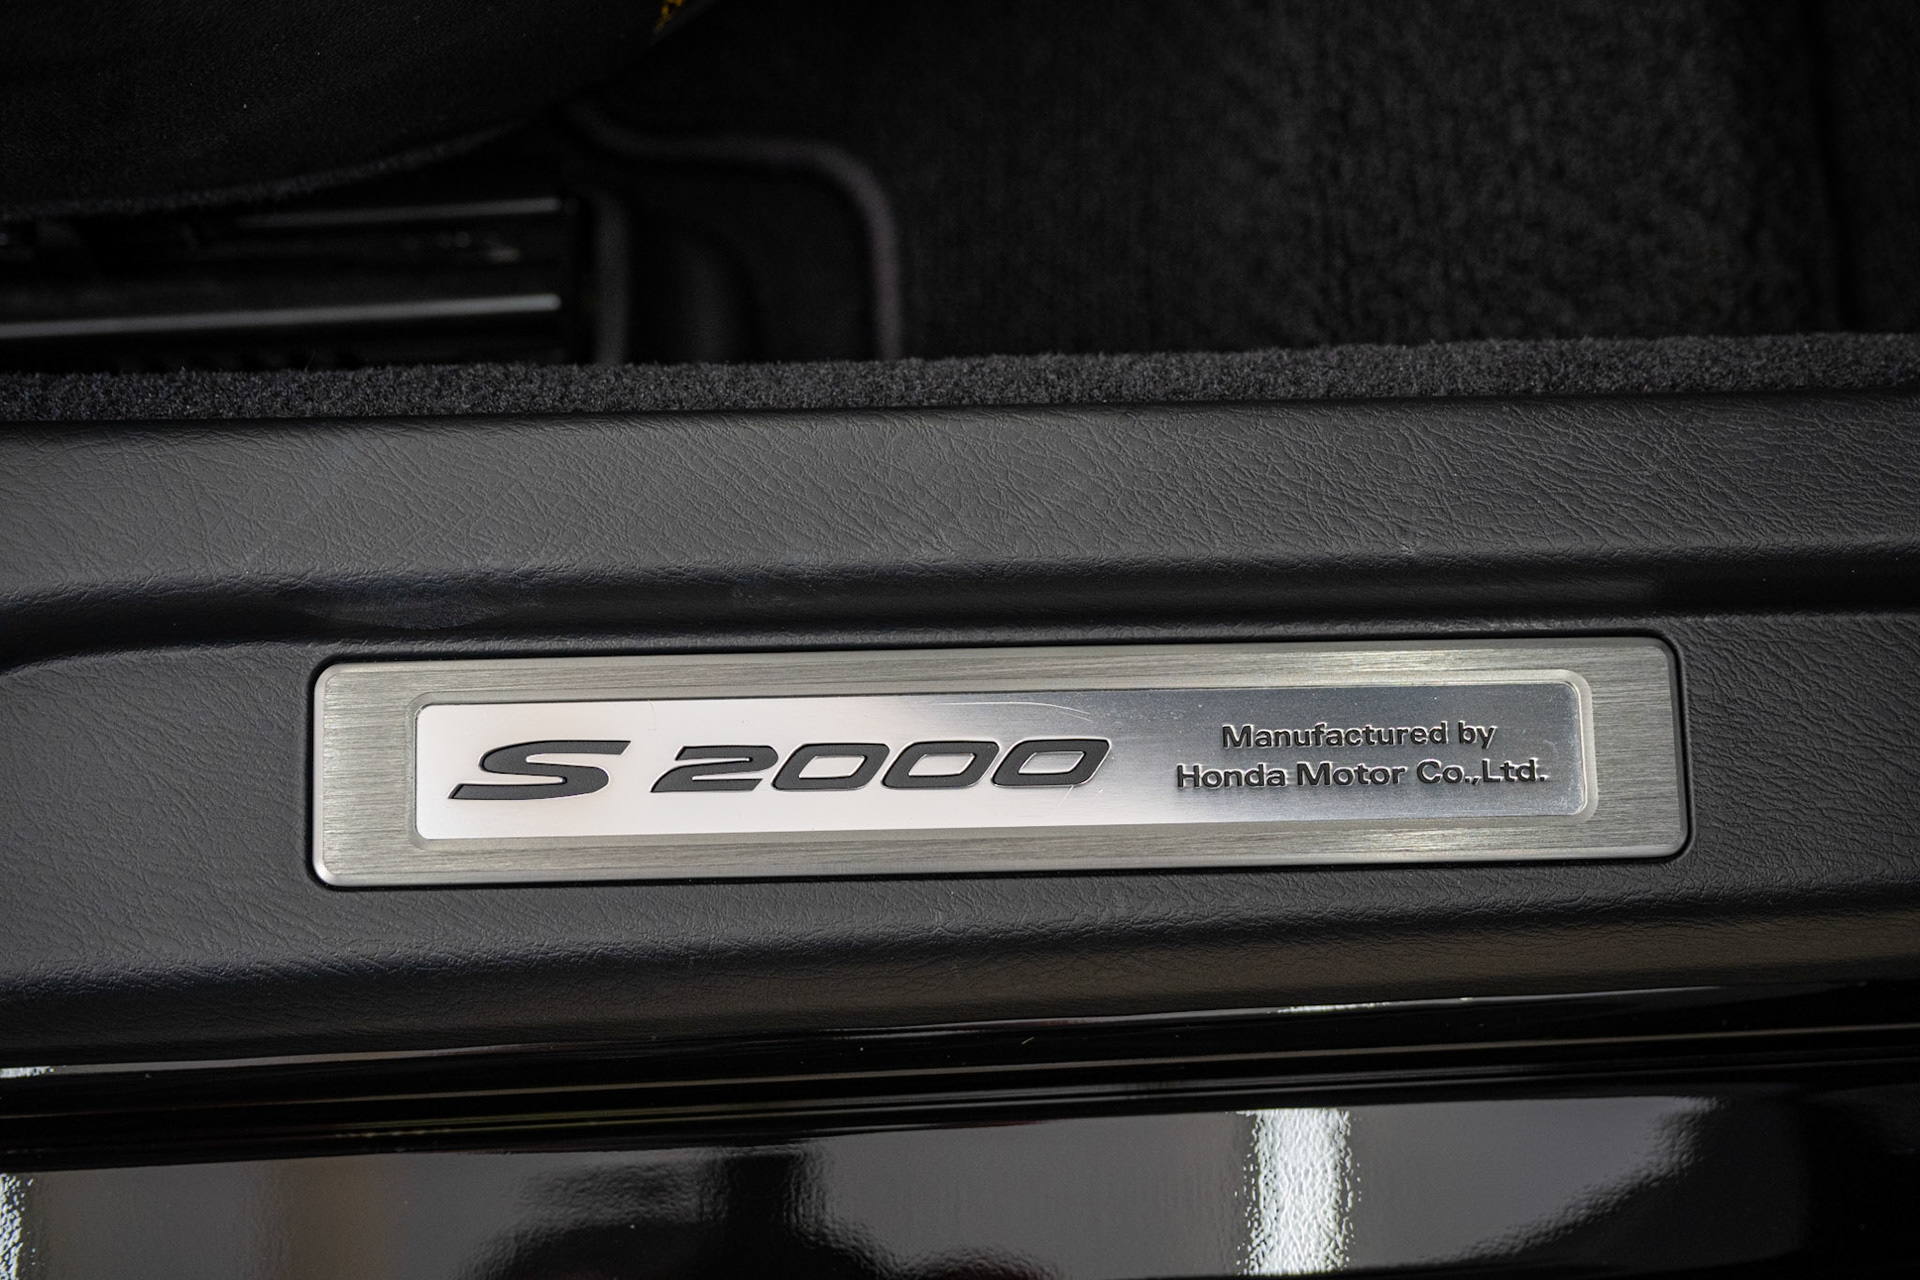 S2000
Manufactured by
Honda Motor Co.,Ltd.